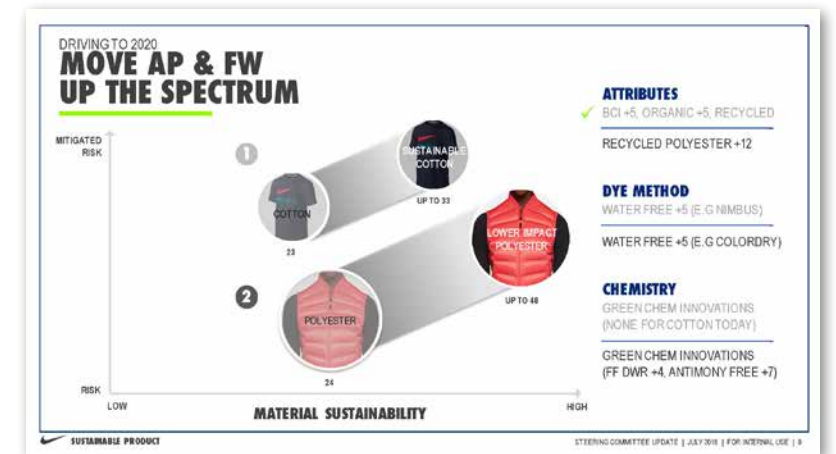 DRIVING TO 2020
MOVE AP & FW
UP THE SPECTRUM
MITIGATED
RISK
1
SUSTAINABLE
COTTON
UP TO 33
COTTON
23
LOWER IMPACT
POLYESTER
UP TO 48
2
POLYESTER
24
RISK
LOW
MATERIAL SUSTAINABILITY
HIGH
ATTRIBUTES
BCI +5, ORGANIC +5, RECYCLED
RECYCLED POLYESTER +12
DYE METHOD
WATER FREE +5 (E.G NIMBUS)
WATER FREE +5 (E.G COLORDRY)
CHEMISTRY
GREEN CHEM INNOVATIONS
(NONE FOR COTTON TODAY)
GREEN CHEM INNOVATIONS
(FF DWR +4, ANTIMONY FREE +7)
SUSTAINABLE PRODUCT
STEERING COMMITTEE UPDATE | JULY 2018 | FOR INTERNAL USE |